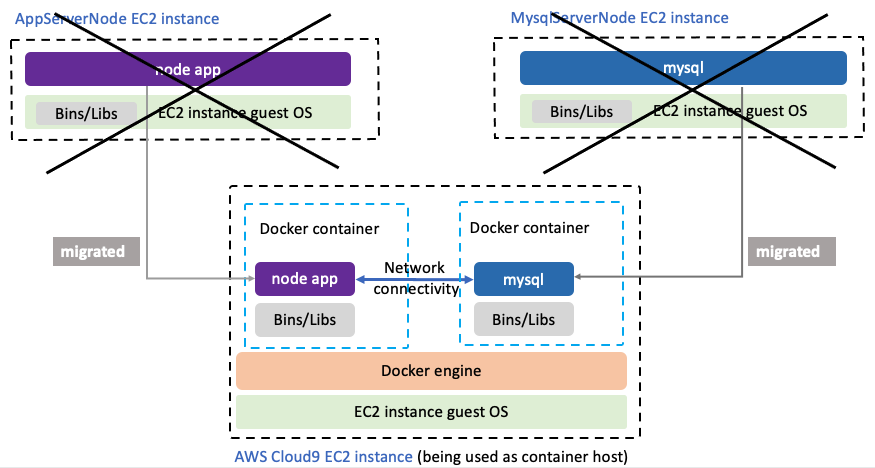 AppServerNode EC2 instance
MysqlServerNode EC2 instance
node app
mysql
Bins/Libs
EC2 instance guest OS
Bins/Libs
EC2 instance guest OS
migrated
migrated
Docker container
Docker container
node app
Network
connectivity
mysql
Bins/Libs
Bins/Libs
Docker engine
EC2 instance guest OS
AWS Cloud9 EC2 instance (being used as container host)